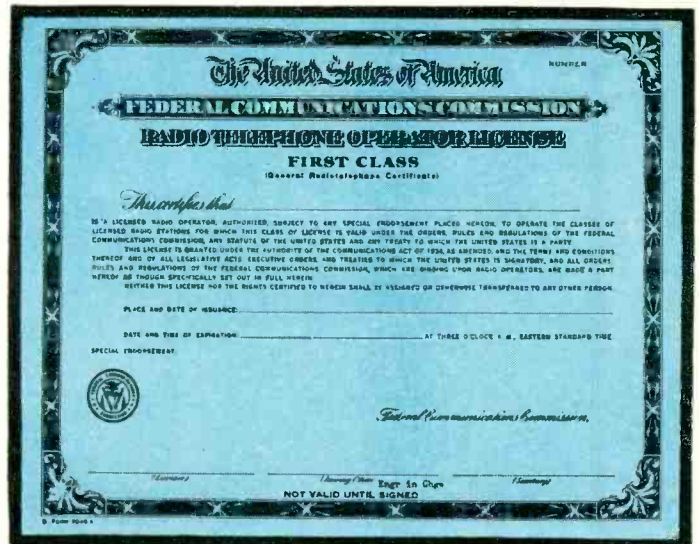 The United States of America
NUMBER
FEDERAL COMMUNICATIONS COMMISSION
RADIO TELEPHONE OPERATOR LICENSE
FIRST CLASS
(General Radiotelephone Certificate)
This certifies that
IS A LICENSED RADIO OPERATOR, AUTHORIZED, SUBJECT TO ANY SPECIAL ENDORSEMENT PLACED HEREON, TO OPERATE THE CLASSES OF
LICENSED RADIO STATIONS FOR WHICH THIS CLASS OF LICENSE IS VALID UNDER THE ORDERS, RULES AND REGULATIONS OF THE FEDERAL
COMMUNICATIONS COMMISSION, ANY STATUTE OF THE UNITED STATES AND ANY TREATY TO WHICH THE UNITED STATES IS A PARTY.
THIS LICENSE IS GRANTED UNDER THE AUTHORITY OF THE COMMUNICATIONS ACT OF 1934, AS AMENDED, AND THE TERMS AND CONDITIONS
THEREOF AND OF ALL LEGISLATIVE ACTS, EXECUTIVE ORDERS, AND TREATIES TO WHICH THE UNITED STATES IS SIGNATORY, AND ALL ORDERS,
RULES AND REGULATIONS OF THE FEDERAL COMMUNICATIONS COMMISSION, WHICH ARE BINDING UPON RADIO OPERATORS, ARE MADE A PART
HEREOF AS THOUGH SPECIFICALLY SET OUT IN FULL HEREIN.
NEITHER THIS LICENSE NOR THE RIGHTS CERTIFIED TO HEREIN SHALL BE ASSIGNED OR OTHERWISE TRANSFERRED TO ANY OTHER PERSON.
PLACE AND DATE OF ISSUANCE:
DATE AND TIME OF EXPIRATION: AT THREE O'CLOCK A.M., EASTERN STANDARD TIME
SPECIAL ENDORSEMENT
Federal Communications Commission.
(Licensee) (Issuing Officer) Engr in Chge (Secretary)
NOT VALID UNTIL SIGNED